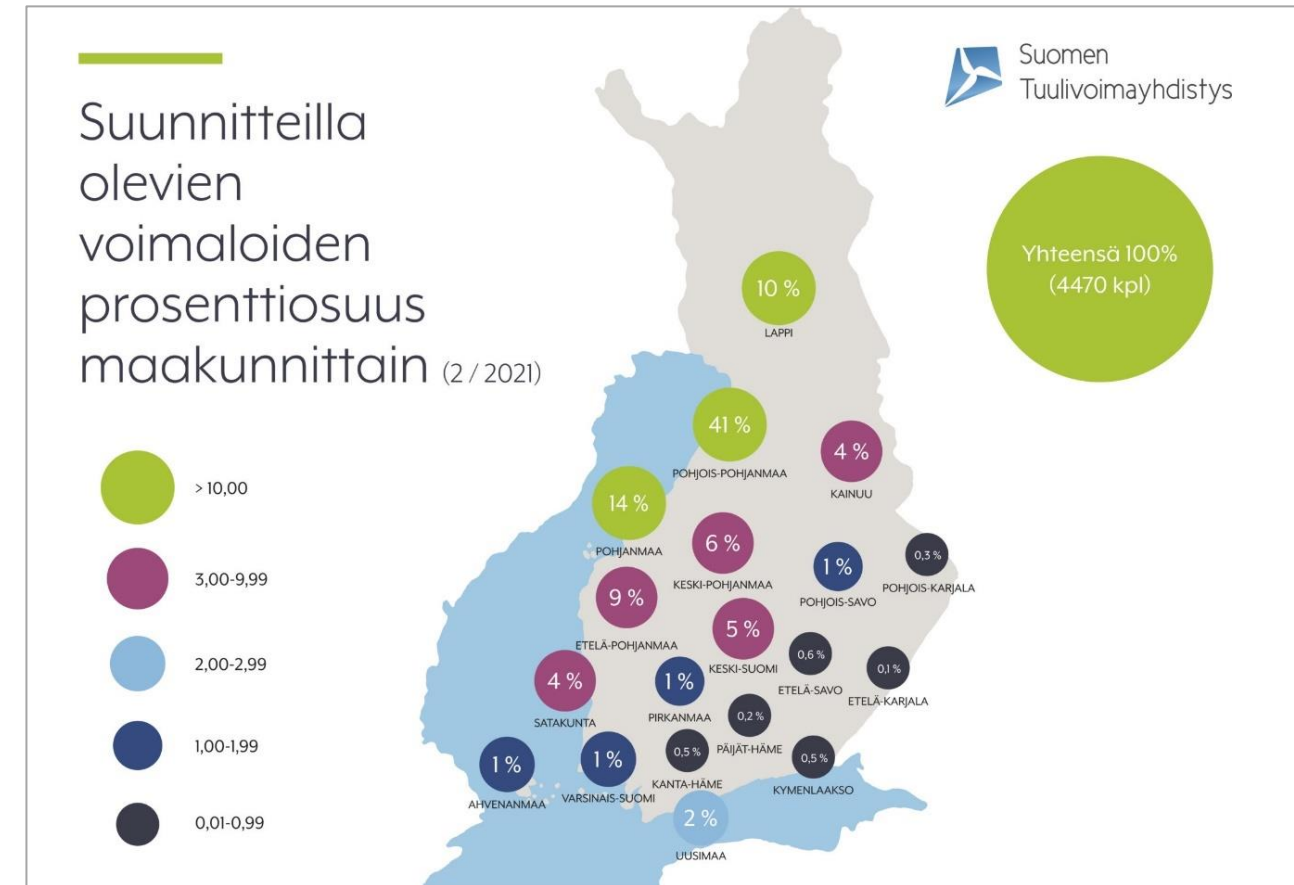 Suunnitteilla
olevien
voimaloiden
prosenttiosuus
maakunnittain (2 / 2021)
Suomen
Tuulivoimayhdistys
Yhteensä 100%
(4470 kpl)
> 10,00
3,00-9,99
2,00-2,99
1,00-1,99
0,01-0,99
10 %
LAPPI
41 %
POHJOIS-POHJANMAA
4 %
KAINUU
14 %
POHJANMAA
6 %
KESKI-POHJANMAA
1 %
POHJOIS-SAVO
0,3 %
POHJOIS-KARJALA
9 %
ETELÄ-POHJANMAA
5 %
KESKI-SUOMI
0,6 %
ETELÄ-SAVO
0,1 %
ETELÄ-KARJALA
4 %
SATAKUNTA
1 %
PIRKANMAA
0,2 %
PÄIJÄT-HÄME
1 %
AHVENANMAA
1 %
VARSINAIS-SUOMI
0,5 %
KANTA-HÄME
0,5 %
KYMENLAAKSO
2 %
UUSIMAA